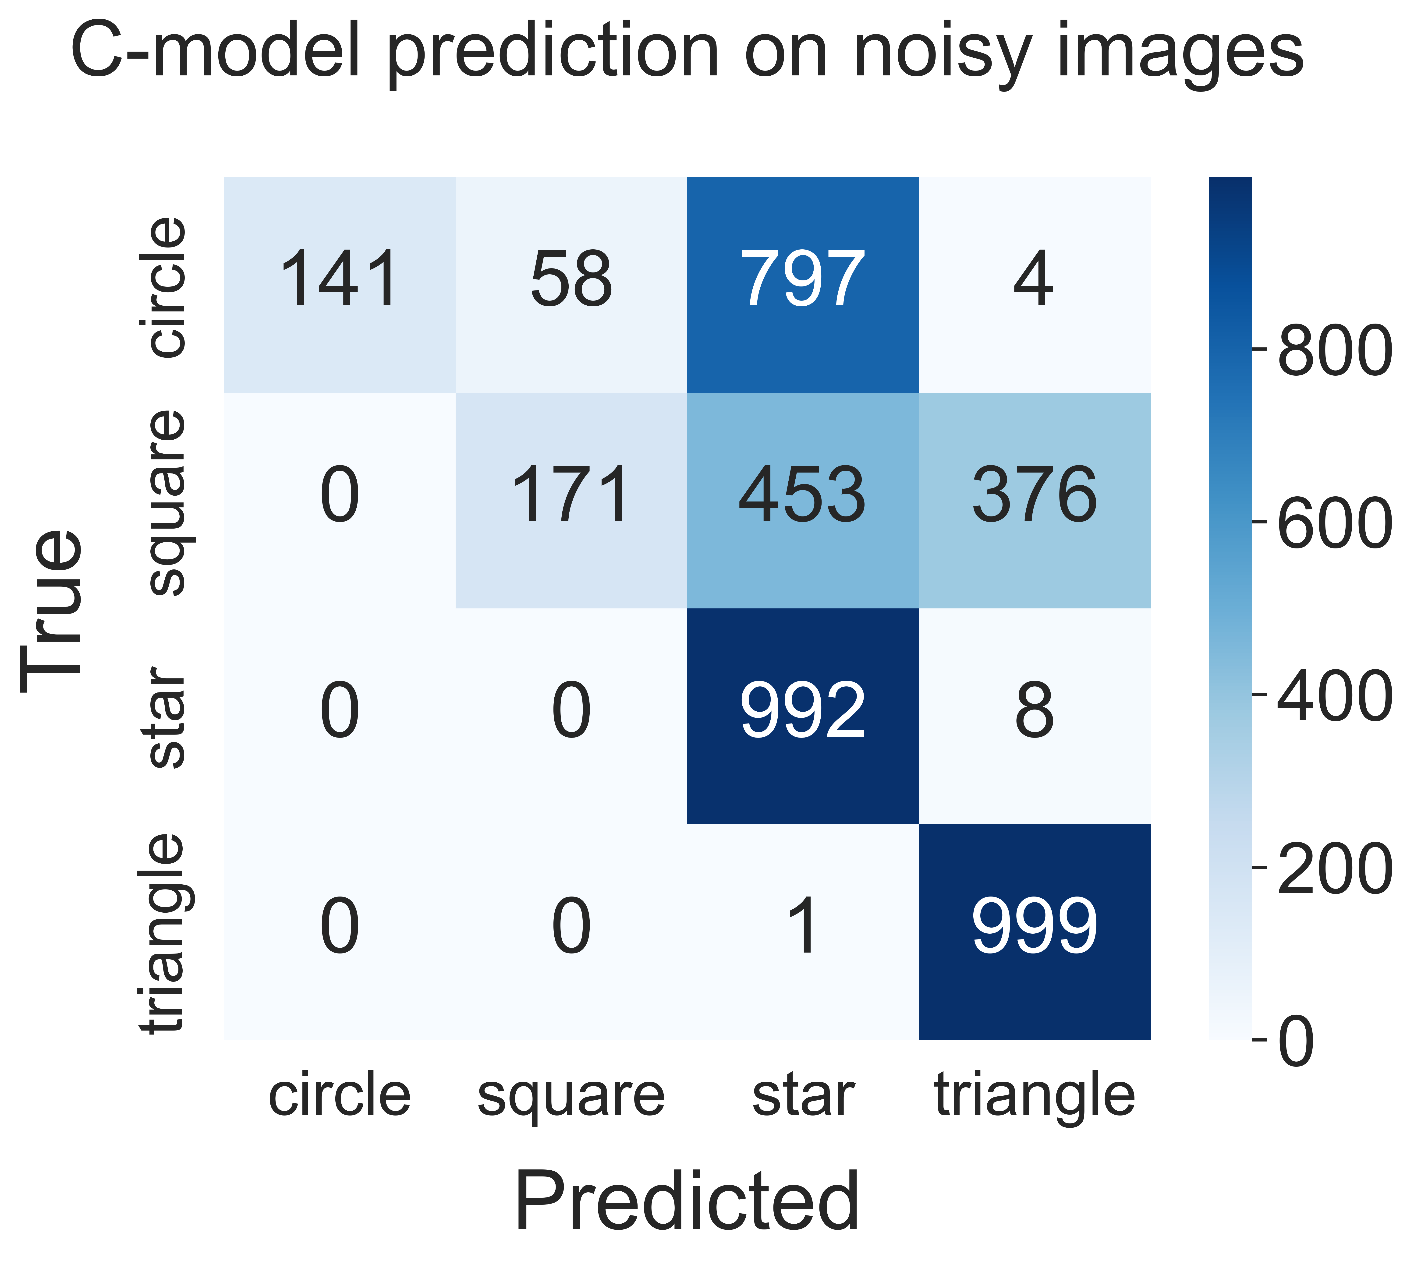 C-model prediction on noisy images
True
circle 141 58 797 4
square 0 171 453 376
star 0 0 992 8
triangle 0 0 1 999
circle square star triangle
Predicted
800
600
400
200
0